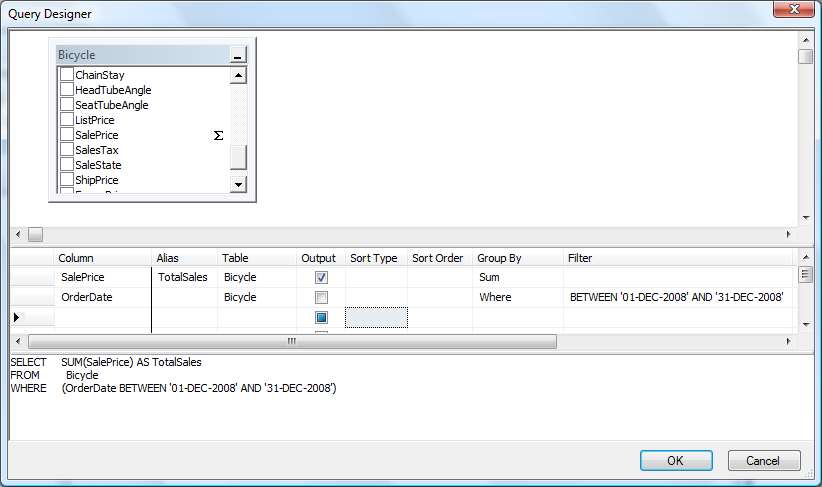 Query Designer
Bicycle
ChainStay
HeadTubeAngle
SeatTubeAngle
ListPrice
SalePrice Σ
SalesTax
SaleState
ShipPrice
Column Alias Table Output Sort Type Sort Order Group By Filter
SalePrice TotalSales Bicycle Sum
OrderDate Bicycle Where BETWEEN '01-DEC-2008' AND '31-DEC-2008'
SELECT SUM(SalePrice) AS TotalSales
FROM Bicycle
WHERE (OrderDate BETWEEN '01-DEC-2008' AND '31-DEC-2008')
OK Cancel